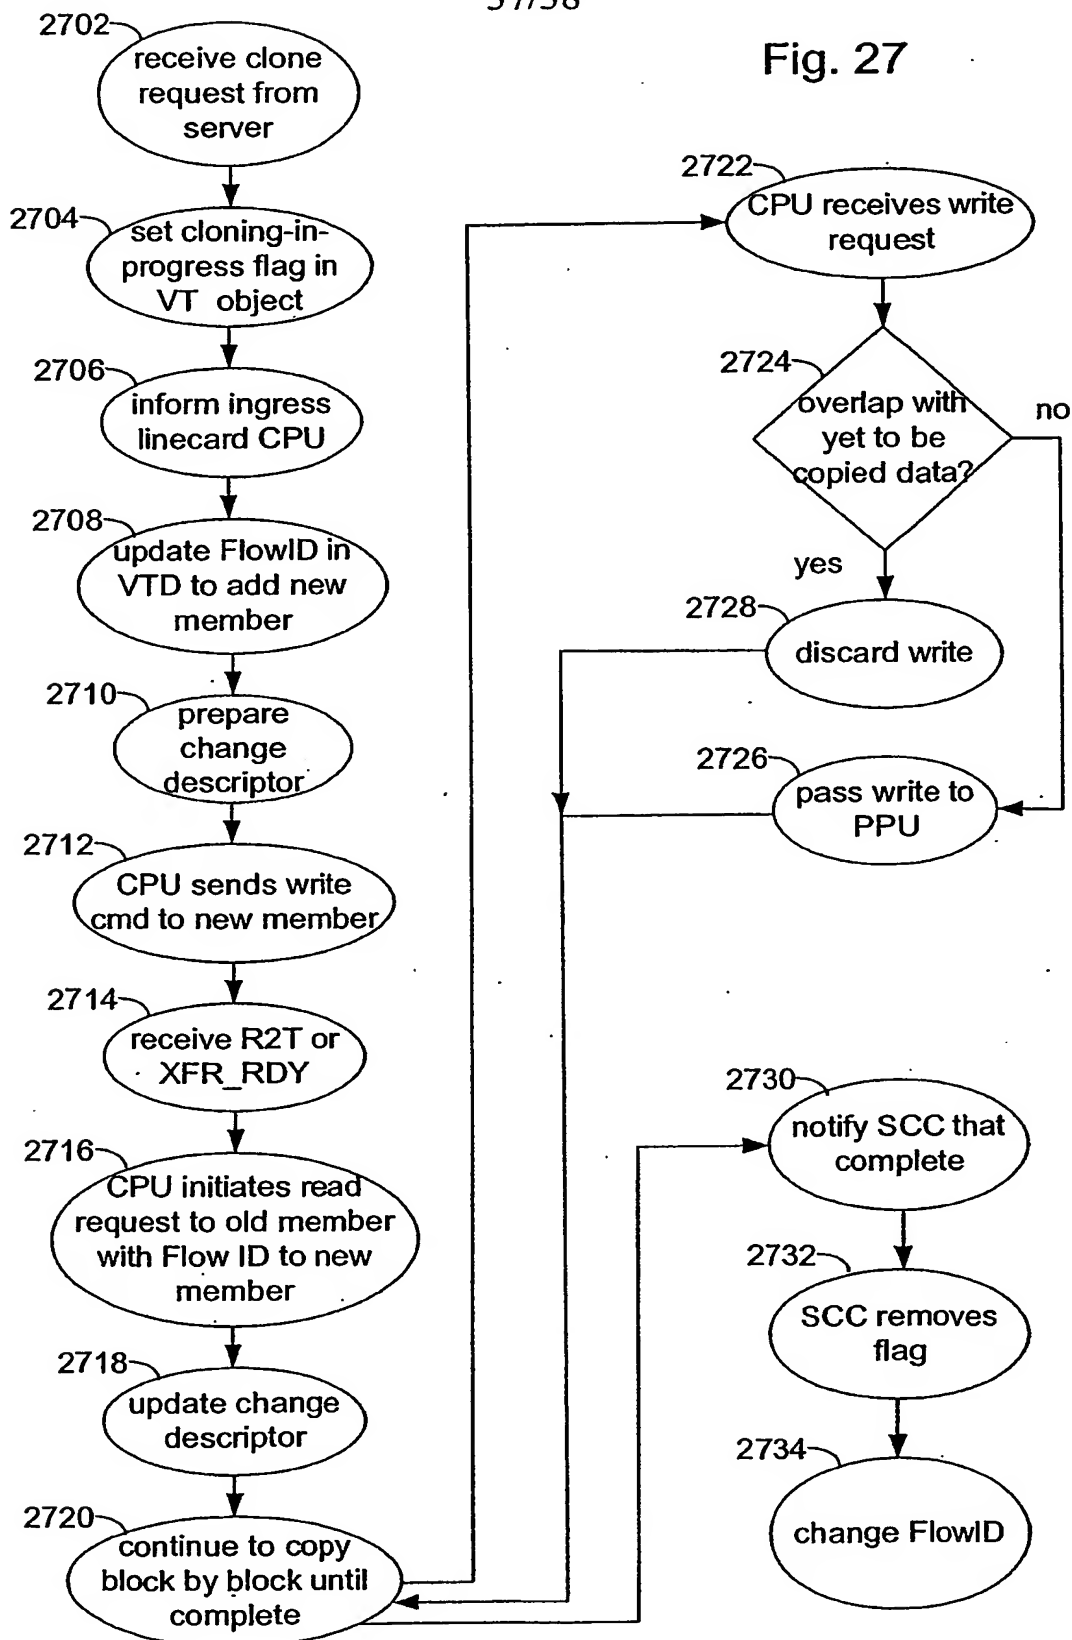 37/38
Fig. 27
2702
receive clone
request from
server
2704
set cloning-in-
progress flag in
VT object
2706
inform ingress
linecard CPU
2708
update FlowID in
VTD to add new
member
2710
prepare
change
descriptor
2712
CPU sends write
cmd to new member
2714
receive R2T or
XFR_RDY
2716
CPU initiates read
request to old member
with Flow ID to new
member
2718
update change
descriptor
2720
continue to copy
block by block until
complete
2722
CPU receives write
request
2724
overlap with
yet to be
copied data?
no
yes
2728
discard write
2726
pass write to
PPU
2730
notify SCC that
complete
2732
SCC removes
flag
2734
change FlowID